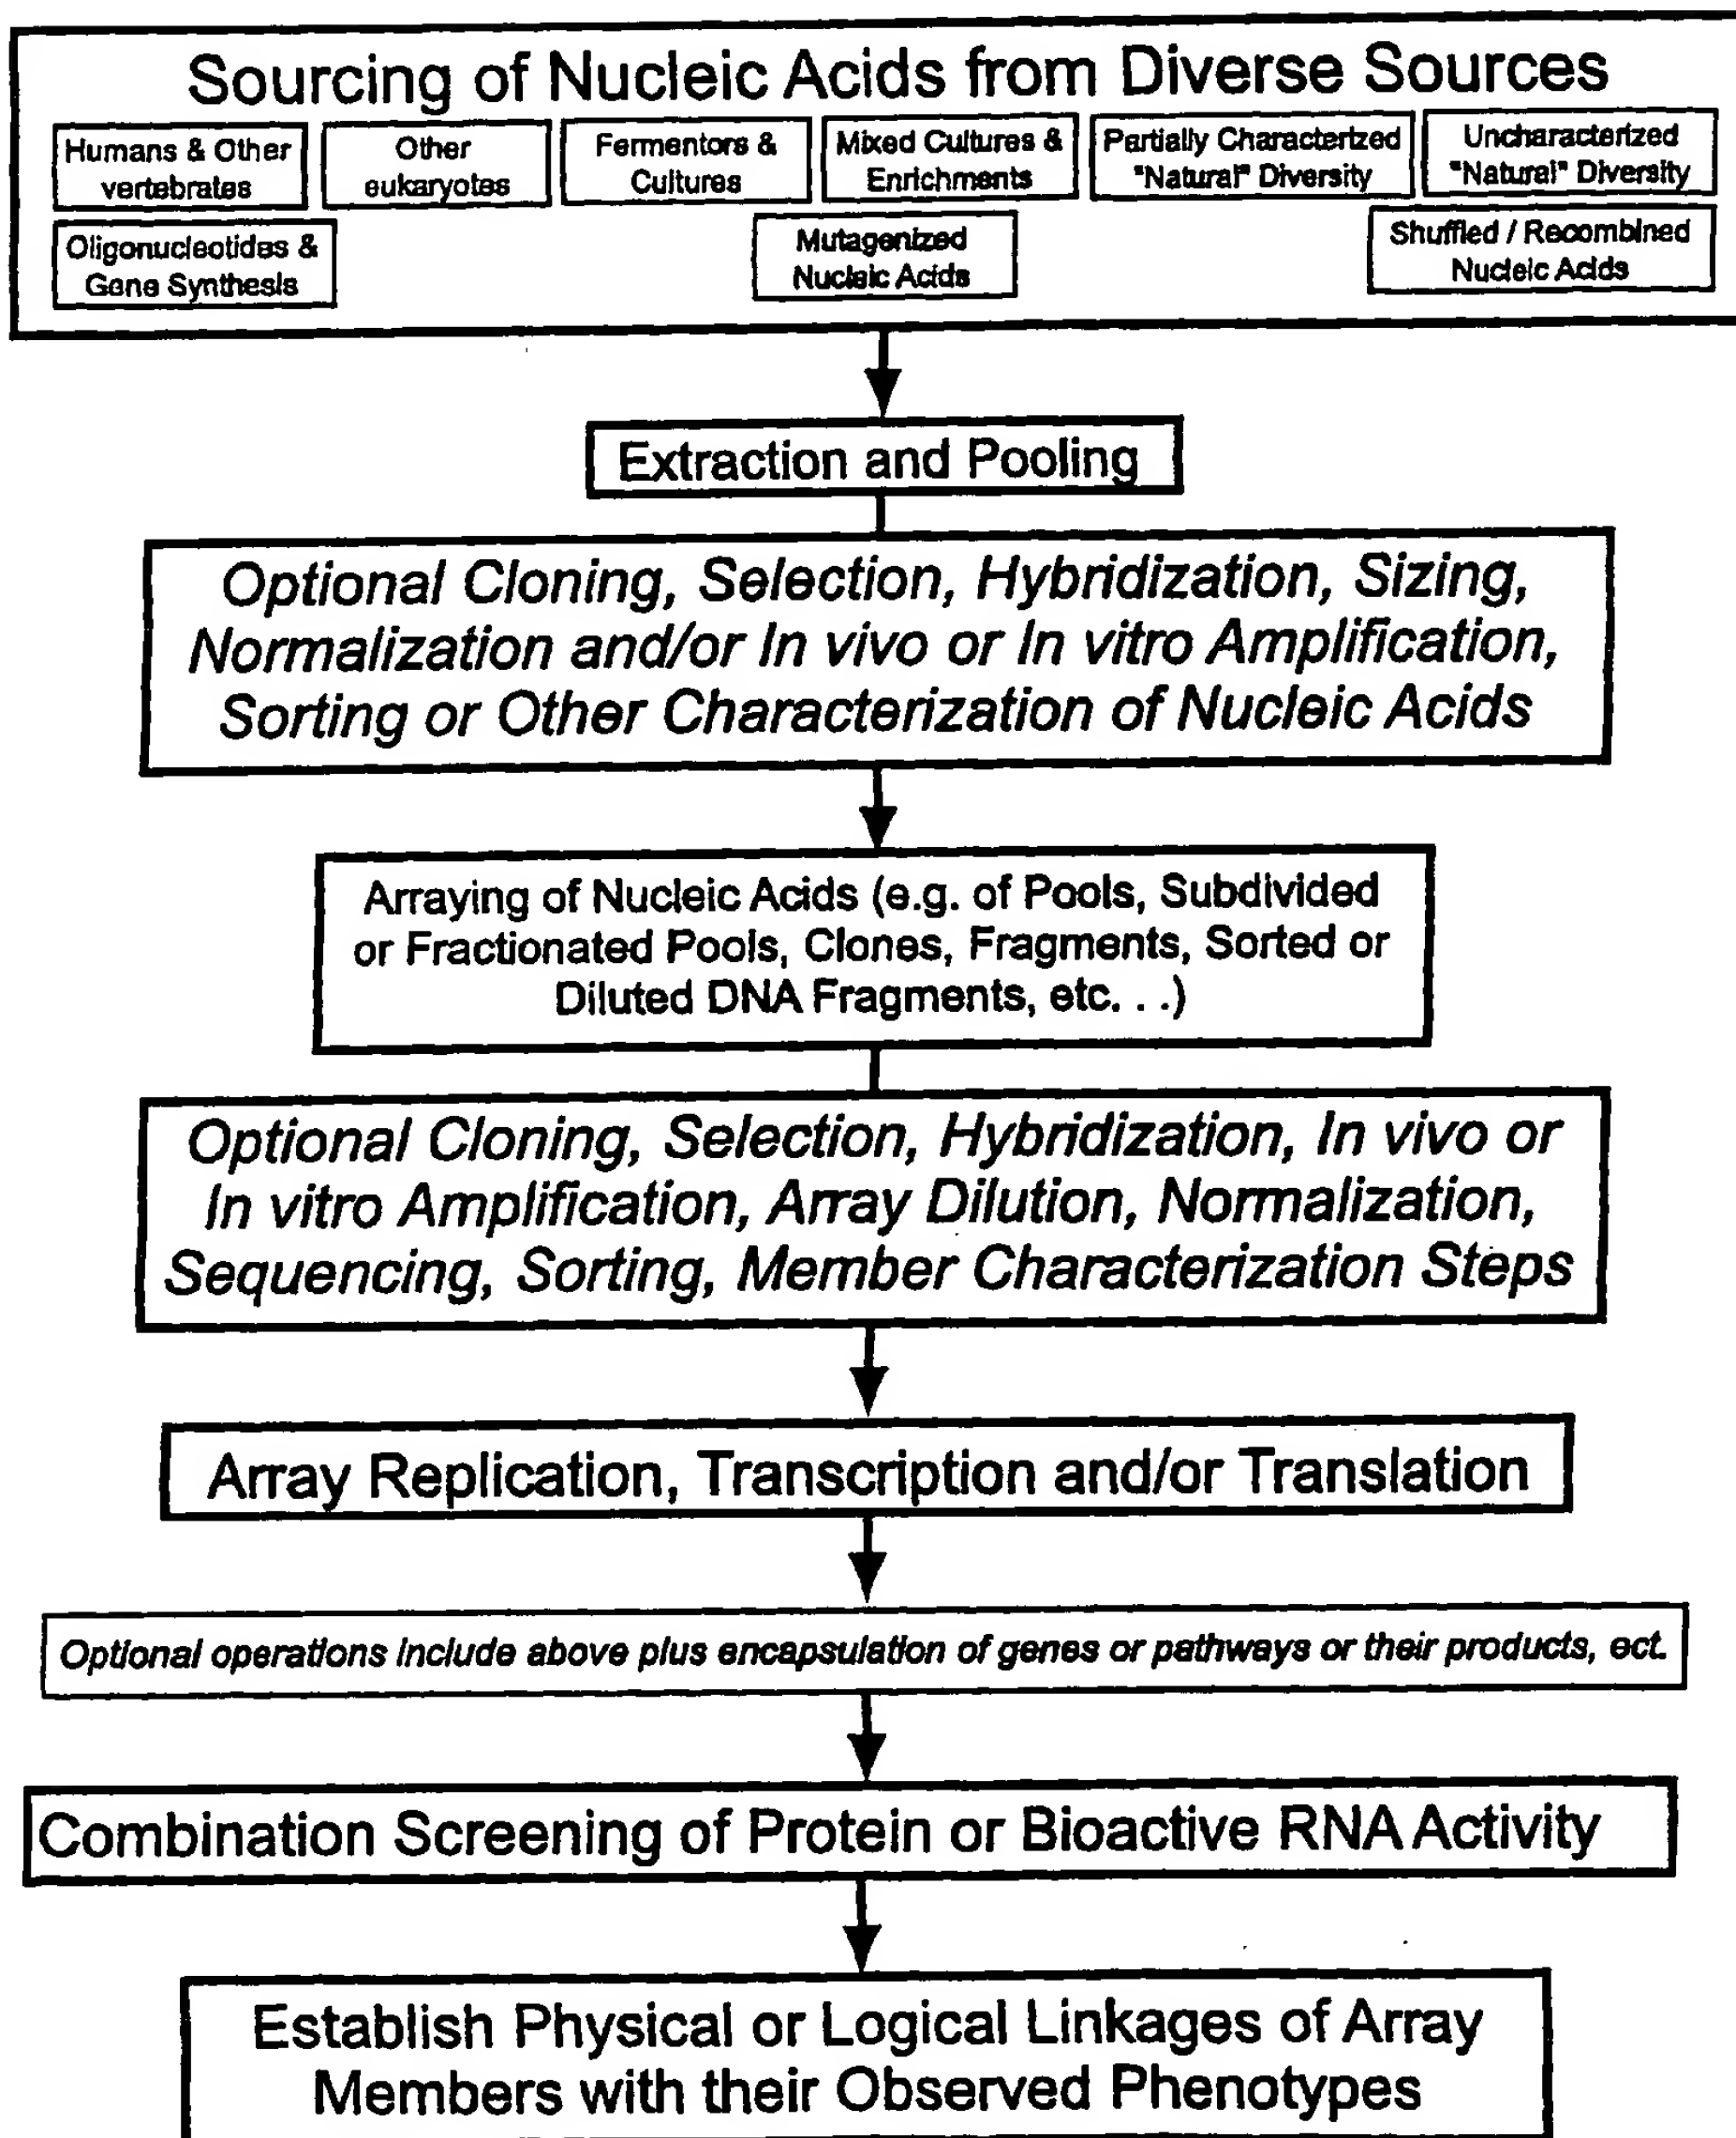 Sourcing of Nucleic Acids from Diverse Sources
Humans & Other
vertebrates
Other
eukaryotes
Fermentors &
Cultures
Mixed Cultures &
Enrichments
Partially Characterized
"Natural" Diversity
Uncharacterized
"Natural" Diversity
Oligonucleotides &
Gene Synthesis
Mutagenized
Nucleic Acids
Shuffled / Recombined
Nucleic Acids
Extraction and Pooling
Optional Cloning, Selection, Hybridization, Sizing,
Normalization and/or In vivo or In vitro Amplification,
Sorting or Other Characterization of Nucleic Acids
Arraying of Nucleic Acids (e.g. of Pools, Subdivided
or Fractionated Pools, Clones, Fragments, Sorted or
Diluted DNA Fragments, etc. . .)
Optional Cloning, Selection, Hybridization, In vivo or
In vitro Amplification, Array Dilution, Normalization,
Sequencing, Sorting, Member Characterization Steps
Array Replication, Transcription and/or Translation
Optional operations include above plus encapsulation of genes or pathways or their products, ect.
Combination Screening of Protein or Bioactive RNA Activity
Establish Physical or Logical Linkages of Array
Members with their Observed Phenotypes